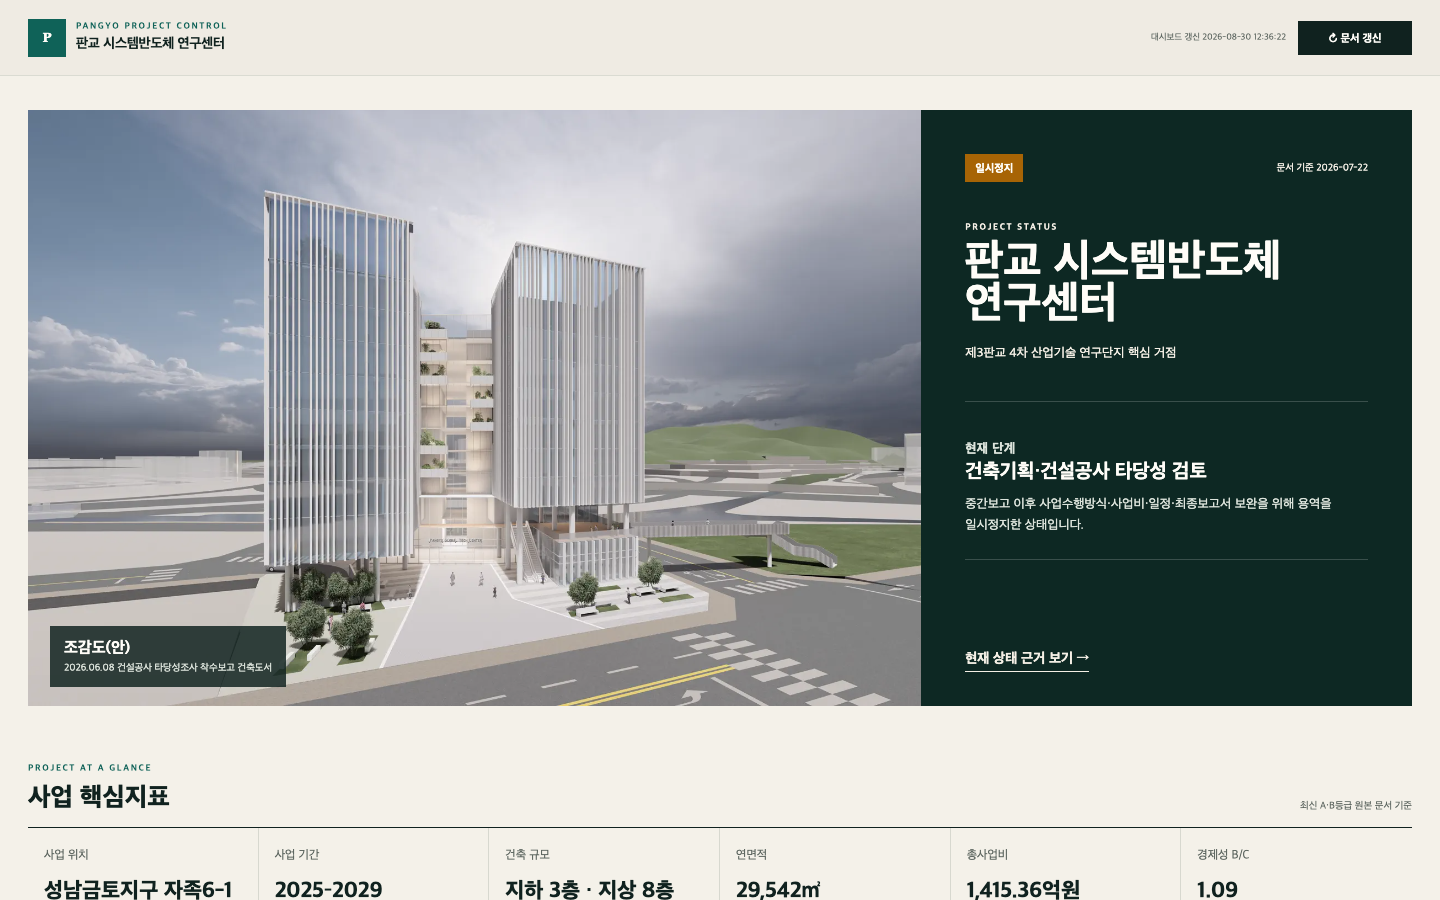 P
PANGYO PROJECT CONTROL
판교 시스템반도체 연구센터
대시보드 갱신 2026-08-30 12:36:22
↻ 문서 갱신
일시정지
문서 기준 2026-07-22
PROJECT STATUS
판교 시스템반도체
연구센터
제3판교 4차 산업기술 연구단지 핵심 거점
현재 단계
건축기획·건설공사 타당성 검토
중간보고 이후 사업수행방식·사업비·일정·최종보고서 보완을 위해 용역을
일시정지한 상태입니다.
현재 상태 근거 보기 →
조감도(안)
2026.06.08 건설공사 타당성조사 착수보고 건축도서
PROJECT AT A GLANCE
사업 핵심지표
최신 A·B등급 원본 문서 기준
사업 위치
성남금토지구 자족6-1
사업 기간
2025-2029
건축 규모
지하 3층 · 지상 8층
연면적
29,542㎡
총사업비
1,415.36억원
경제성 B/C
1.09